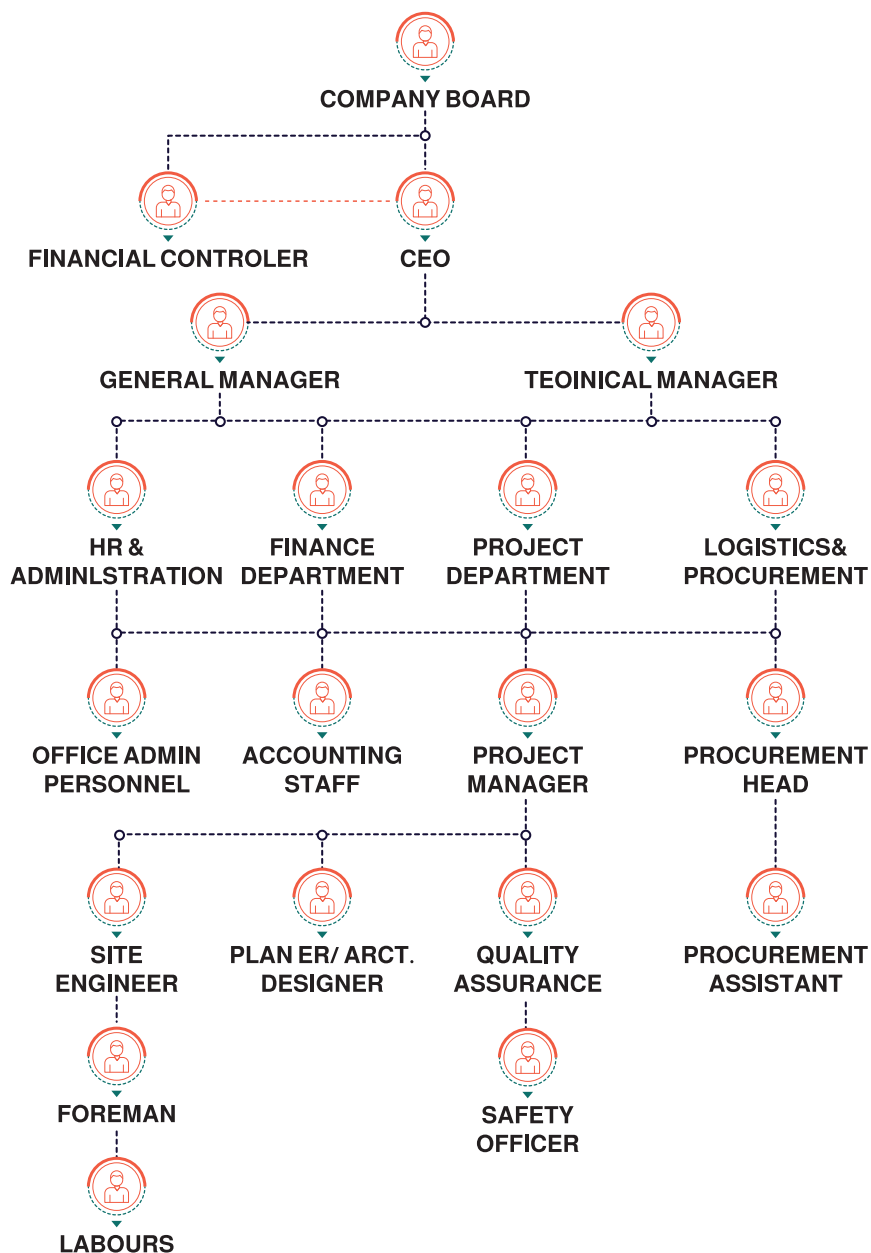 COMPANY BOARD
FINANCIAL CONTROLER
CEO
GENERAL MANAGER
TEOINICAL MANAGER
HR &
ADMINLSTRATION
FINANCE
DEPARTMENT
PROJECT
DEPARTMENT
LOGISTICS&
PROCUREMENT
OFFICE ADMIN
PERSONNEL
ACCOUNTING
STAFF
PROJECT
MANAGER
PROCUREMENT
HEAD
SITE
ENGINEER
PLAN ER/ ARCT.
DESIGNER
QUALITY
ASSURANCE
PROCUREMENT
ASSISTANT
FOREMAN
SAFETY
OFFICER
LABOURS